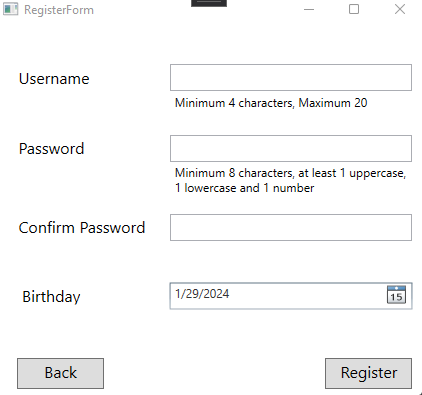 RegisterForm
Username
Minimum 4 characters, Maximum 20
Password
Minimum 8 characters, at least 1 uppercase,
1 lowercase and 1 number
Confirm Password
Birthday
1/29/2024
15
Back
Register